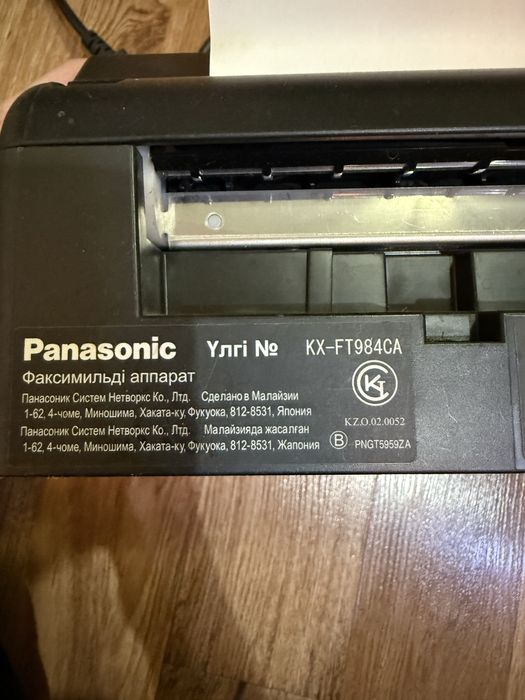 Panasonic Үлгі № KX-FT984CA
Факсимильді аппарат
Панасоник Систем Нетворкс Ко., Лтд. Сделано в Малайзии
1-62, 4-чоме, Миношима, Хаката-ку, Фукуока, 812-8531, Япония
Панасоник Систем Нетворкс Ко., Лтд. Малайзияда жасалған
1-62, 4-чоме, Миношима, Хаката-ку, Фукуока, 812-8531, Жапония
K.Z.O.02.0052
B PNGT5959ZA